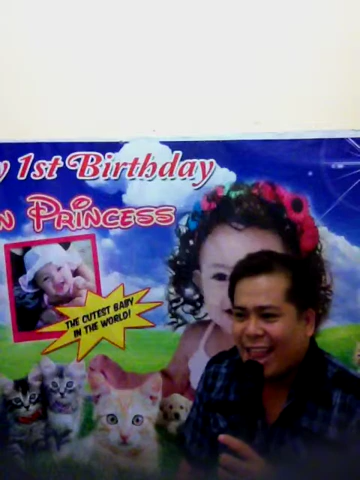 y 1st Birthday
n Princess
THE CUTEST BABY
IN THE WORLD!